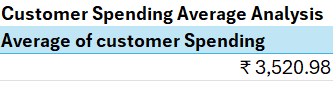 Customer Spending Average Analysis
Average of customer Spending
₹ 3,520.98